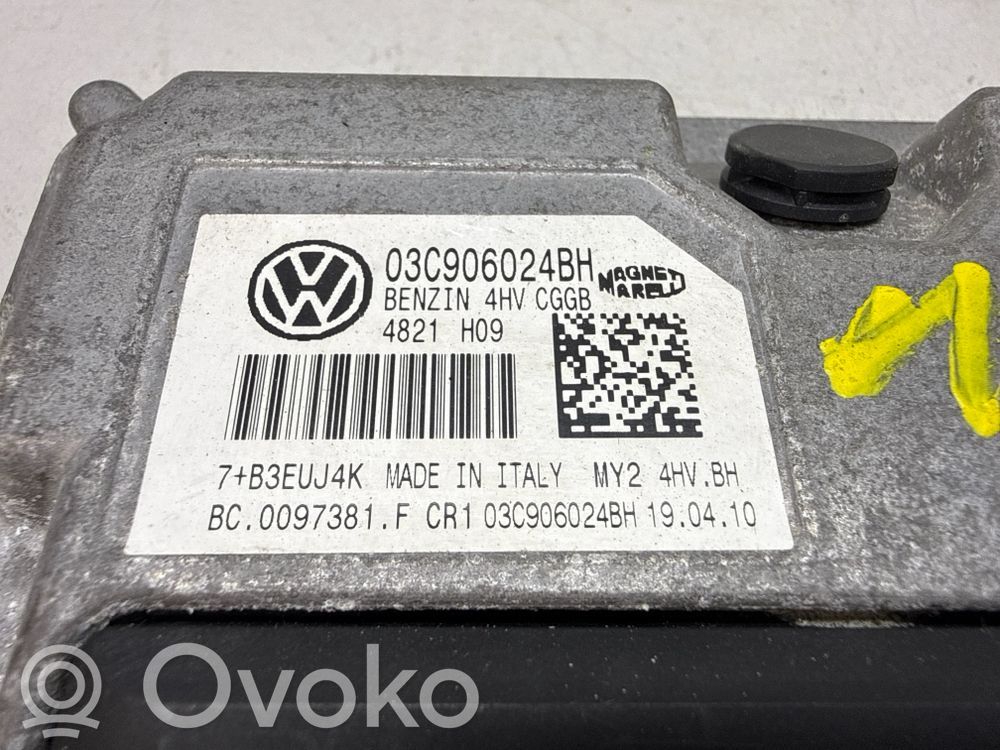 VW
03C906024BH
MAGNETI
MARELLI
BENZIN 4HV CGGB
4821 H09
7+B3EUJ4K MADE IN ITALY MY2 4HV.BH
BC.0097381.F CR1 03C906024BH 19.04.10
1
Ovoko